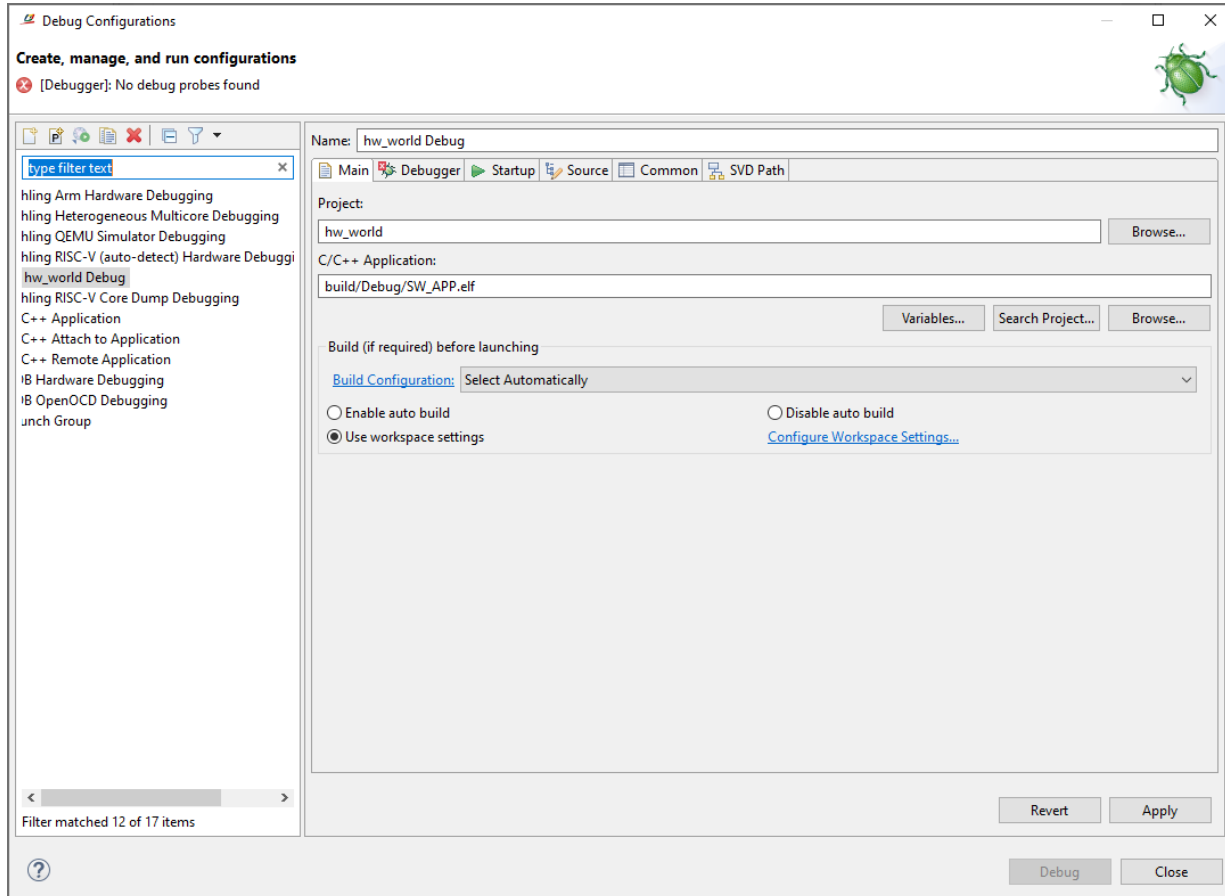 Debug Configurations
Create, manage, and run configurations
[Debugger]: No debug probes found
type filter text
hling Arm Hardware Debugging
hling Heterogeneous Multicore Debugging
hling QEMU Simulator Debugging
hling RISC-V (auto-detect) Hardware Debuggi
hw_world Debug
hling RISC-V Core Dump Debugging
C++ Application
C++ Attach to Application
C++ Remote Application
B Hardware Debugging
B OpenOCD Debugging
unch Group
Filter matched 12 of 17 items
Name: hw_world Debug
Main Debugger Startup Source Common SVD Path
Project:
hw_world Browse...
C/C++ Application:
build/Debug/SW_APP.elf
Variables... Search Project... Browse...
Build (if required) before launching
Build Configuration: Select Automatically
Enable auto build Disable auto build
Use workspace settings Configure Workspace Settings...
Revert Apply
Debug Close